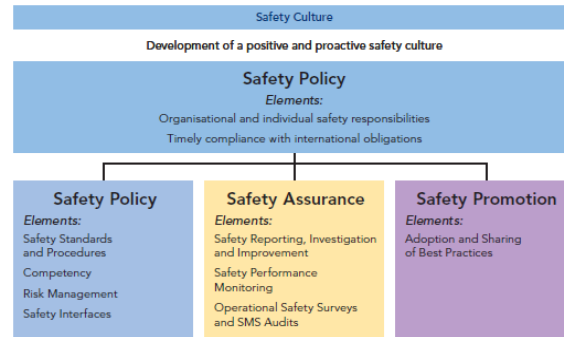 Safety Culture
Development of a positive and proactive safety culture
Safety Policy
Elements:
Organisational and individual safety responsibilities
Timely compliance with international obligations
Safety Policy
Elements:
Safety Standards
and Procedures
Competency
Risk Management
Safety Interfaces
Safety Assurance
Elements:
Safety Reporting, Investigation
and Improvement
Safety Performance
Monitoring
Operational Safety Surveys
and SMS Audits
Safety Promotion
Elements:
Adoption and Sharing
of Best Practices